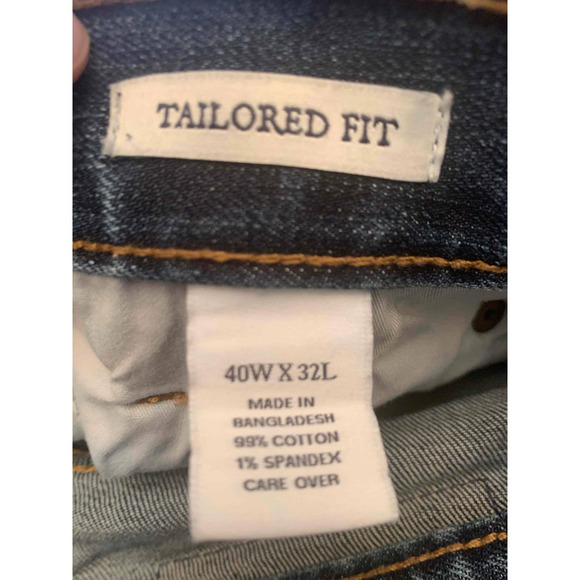 TAILORED FIT
40W X 32L
MADE IN
BANGLADESH
99% COTTON
1% SPANDEX
CARE OVER